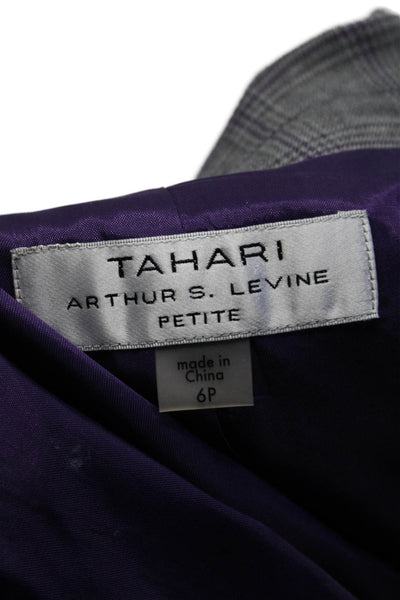 TAHARI
ARTHUR S. LEVINE
PETITE
made in
China
6P